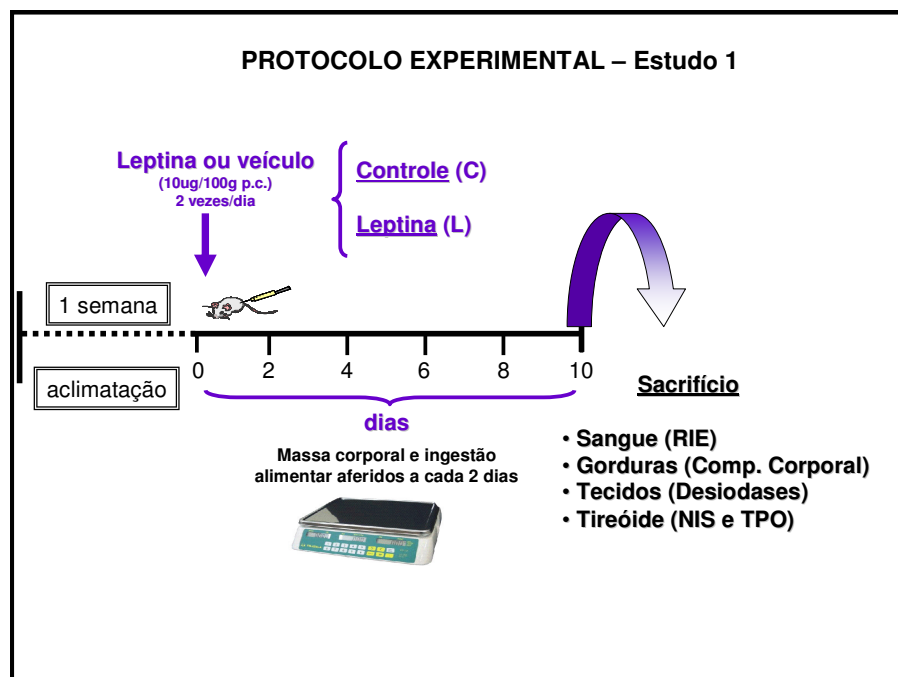 PROTOCOLO EXPERIMENTAL – Estudo 1
Leptina ou veículo
(10ug/100g p.c.)
2 vezes/dia
Controle (C)
Leptina (L)
1 semana
aclimatação
0 2 4 6 8 10
dias
Massa corporal e ingestão
alimentar aferidos a cada 2 dias
Sacrifício
• Sangue (RIE)
• Gorduras (Comp. Corporal)
• Tecidos (Desiodases)
• Tireóide (NIS e TPO)